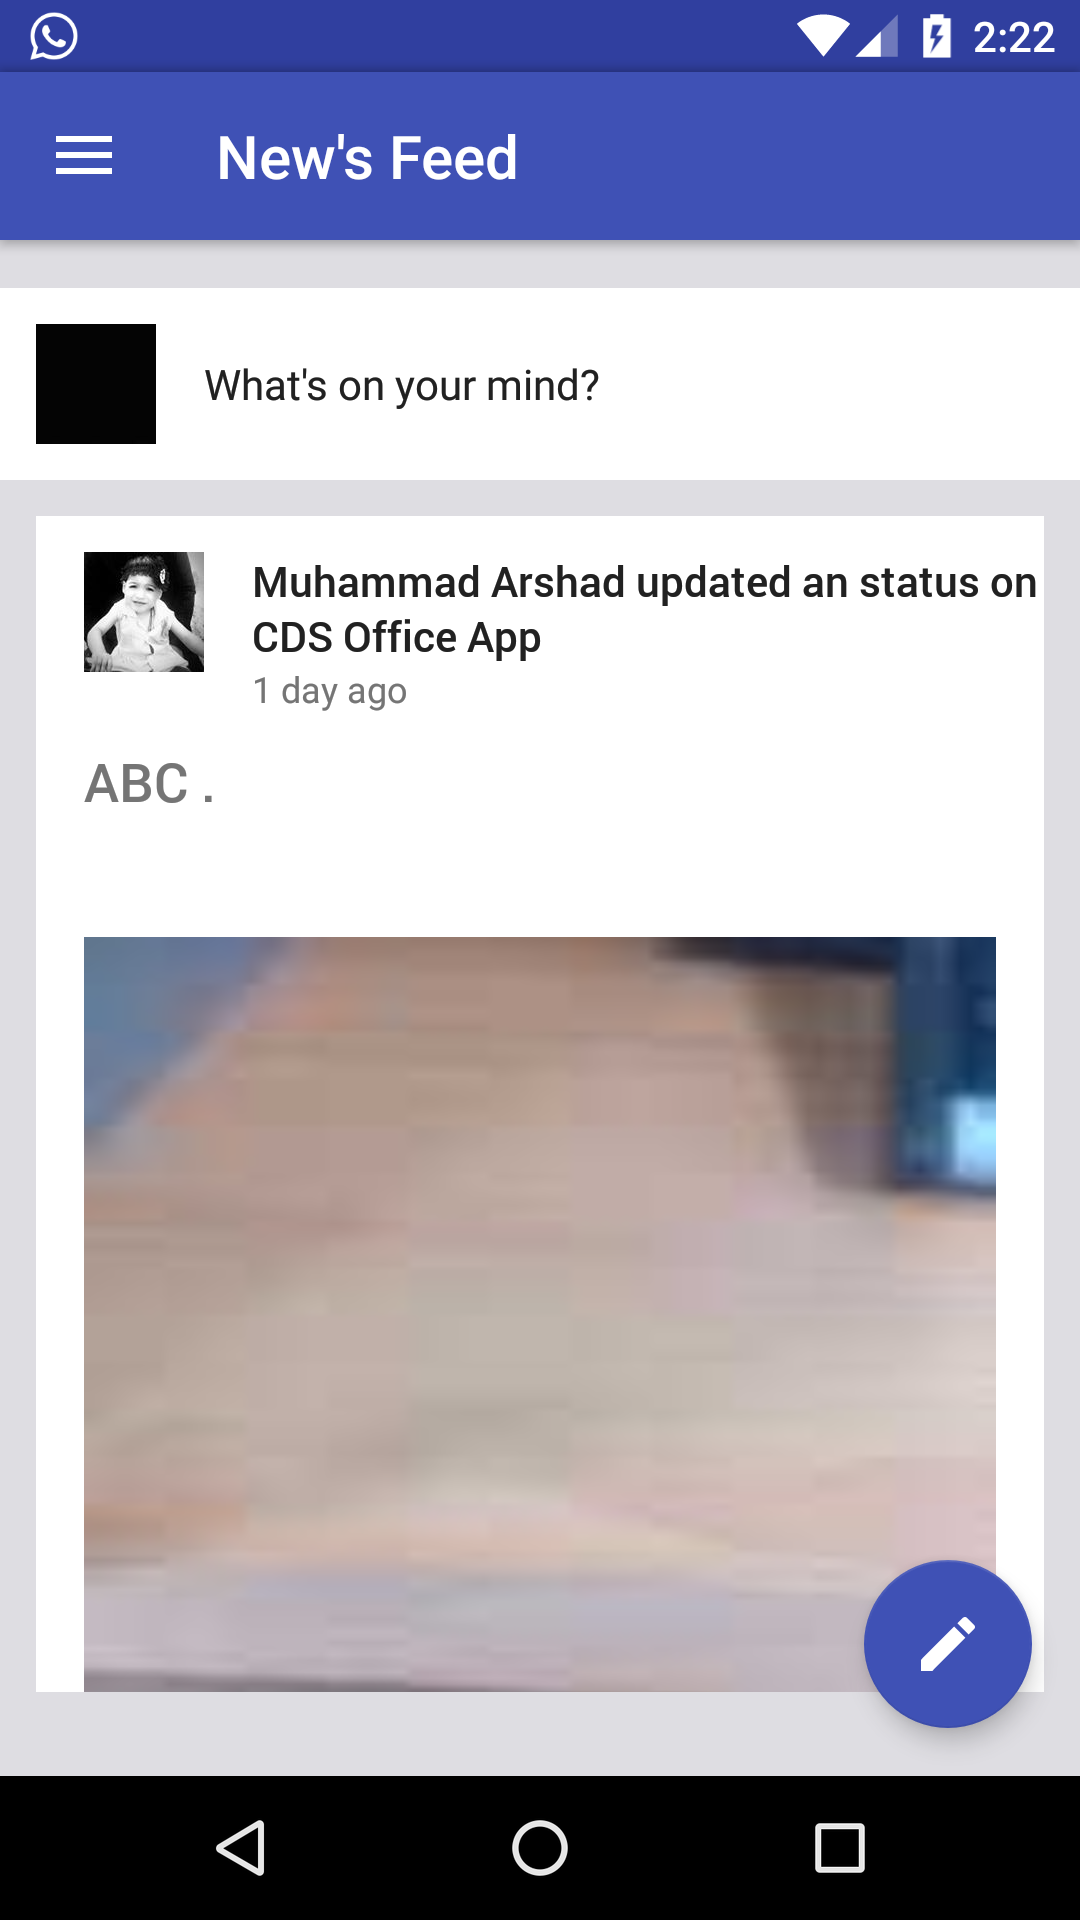 2:22
New's Feed
What's on your mind?
Muhammad Arshad updated an status on
CDS Office App
1 day ago
ABC .